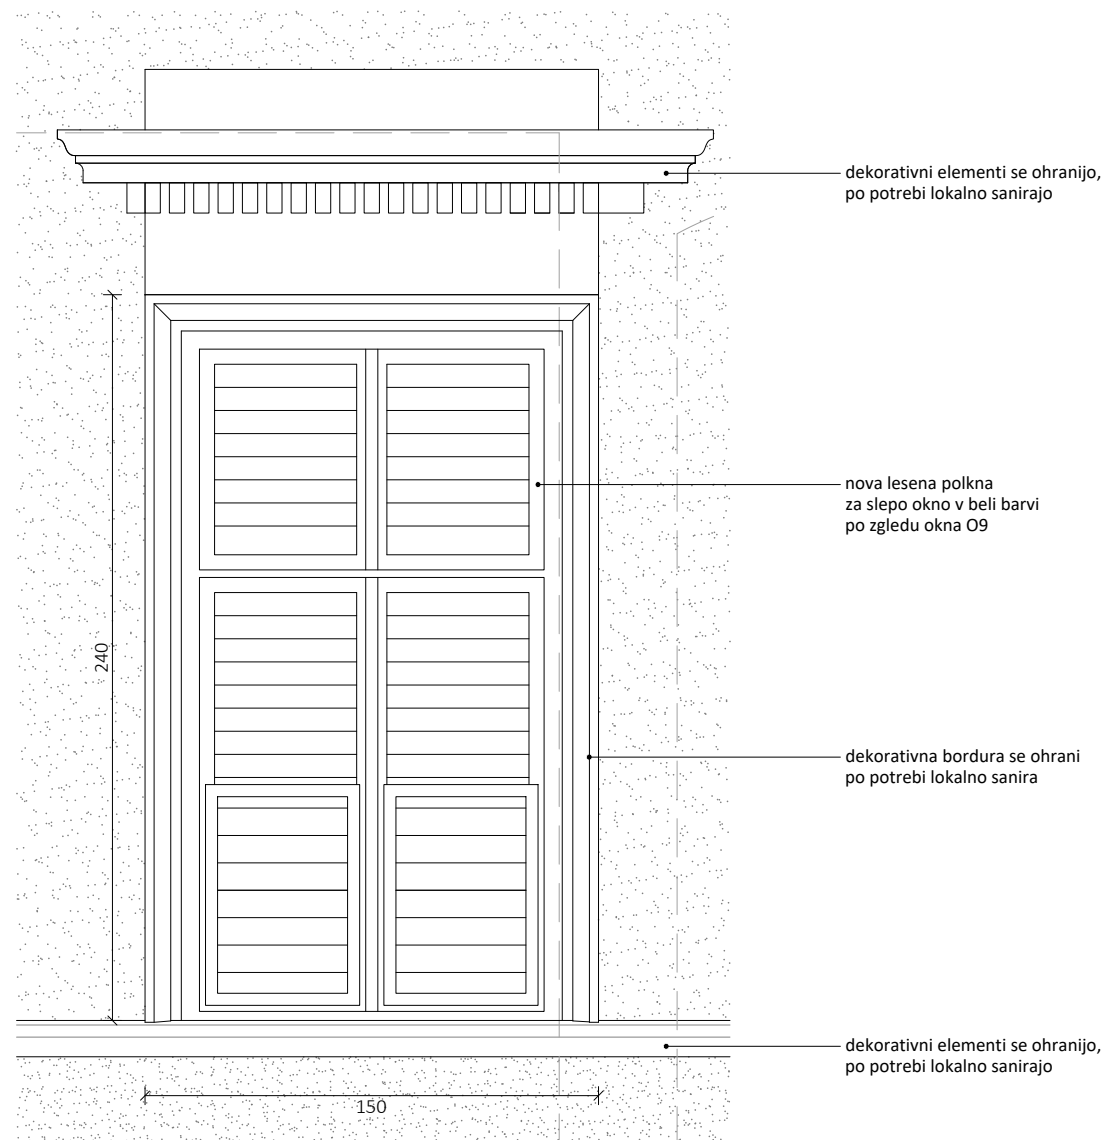 dekorativni elementi se ohranijo,
po potrebi lokalno sanirajo
nova lesena polkna
za slepo okno v beli barvi
po zgledu okna O9
240
dekorativna bordura se ohrani
po potrebi lokalno sanira
dekorativni elementi se ohranijo,
po potrebi lokalno sanirajo
150